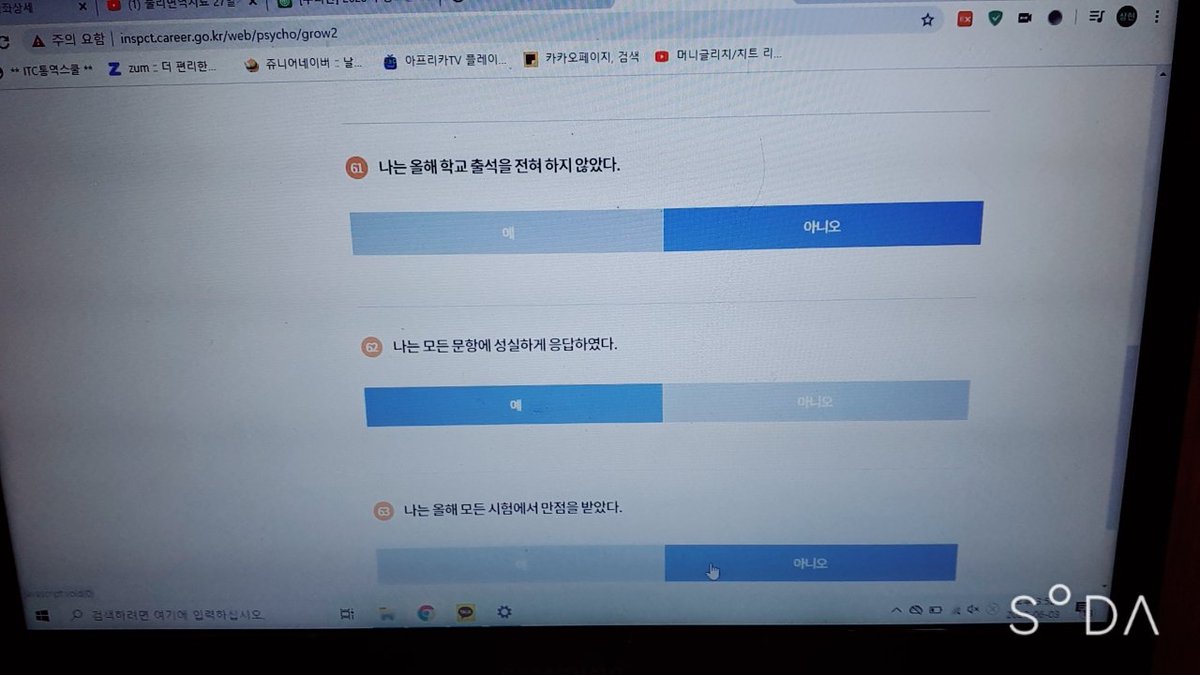 좌상세
(1)
주의 요함 inspct.career.go.kr/web/psycho/grow2
** ITC통역스쿨 ** zum :: 더 편리한... 쥬니어네이버 :: 날... 아프리카TV 플레이... 카카오페이지, 검색 머니글리치/치트 리...
61 나는 올해 학교 출석을 전혀 하지 않았다.
예 아니오
62 나는 모든 문항에 성실하게 응답하였다.
예 아니오
63 나는 올해 모든 시험에서 만점을 받았다.
예 아니오
javascript:void(0)
검색하려면 여기에 입력하십시오.
SODA